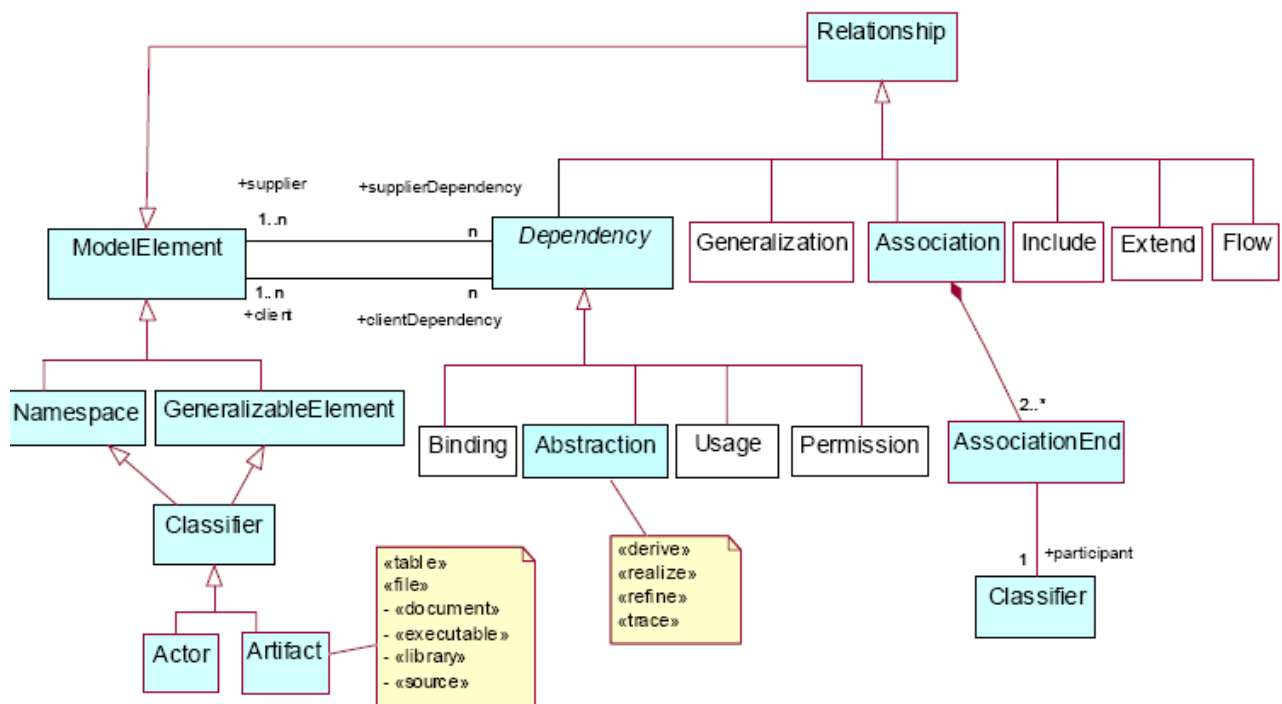 Relationship
+supplier
+supplierDependency
1..n
n
ModelElement
Dependency
Generalization
Association
Include
Extend
Flow
1..n
n
+client
+clientDependency
Namespace
GeneralizableElement
2..*
Binding
Abstraction
Usage
Permission
AssociationEnd
Classifier
«table»
«file»
- «document»
- «executable»
- «library»
- «source»
«derive»
«realize»
«refine»
«trace»
1
+participant
Classifier
Actor
Artifact